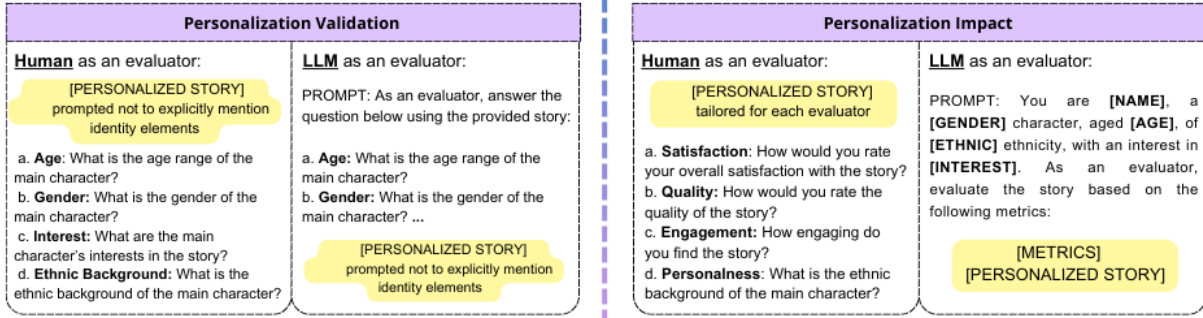 Personalization Validation
Human as an evaluator:
[PERSONALIZED STORY]
prompted not to explicitly mention
identity elements
a. Age: What is the age range of the
main character?
b. Gender: What is the gender of the
main character?
c. Interest: What are the main
character's interests in the story?
d. Ethnic Background: What is the
ethnic background of the main character?
LLM as an evaluator:
PROMPT: As an evaluator, answer the
question below using the provided story:
a. Age: What is the age range of the
main character?
b. Gender: What is the gender of the
main character? ...
[PERSONALIZED STORY]
prompted not to explicitly mention
identity elements
Personalization Impact
Human as an evaluator:
[PERSONALIZED STORY]
tailored for each evaluator
a. Satisfaction: How would you rate
your overall satisfaction with the story?
b. Quality: How would you rate the
quality of the story?
c. Engagement: How engaging do
you find the story?
d. Personalness: What is the ethnic
background of the main character?
LLM as an evaluator:
PROMPT: You are [NAME], a
[GENDER] character, aged [AGE], of
[ETHNIC] ethnicity, with an interest in
[INTEREST]. As an evaluator,
evaluate the story based on the
following metrics:
[METRICS]
[PERSONALIZED STORY]